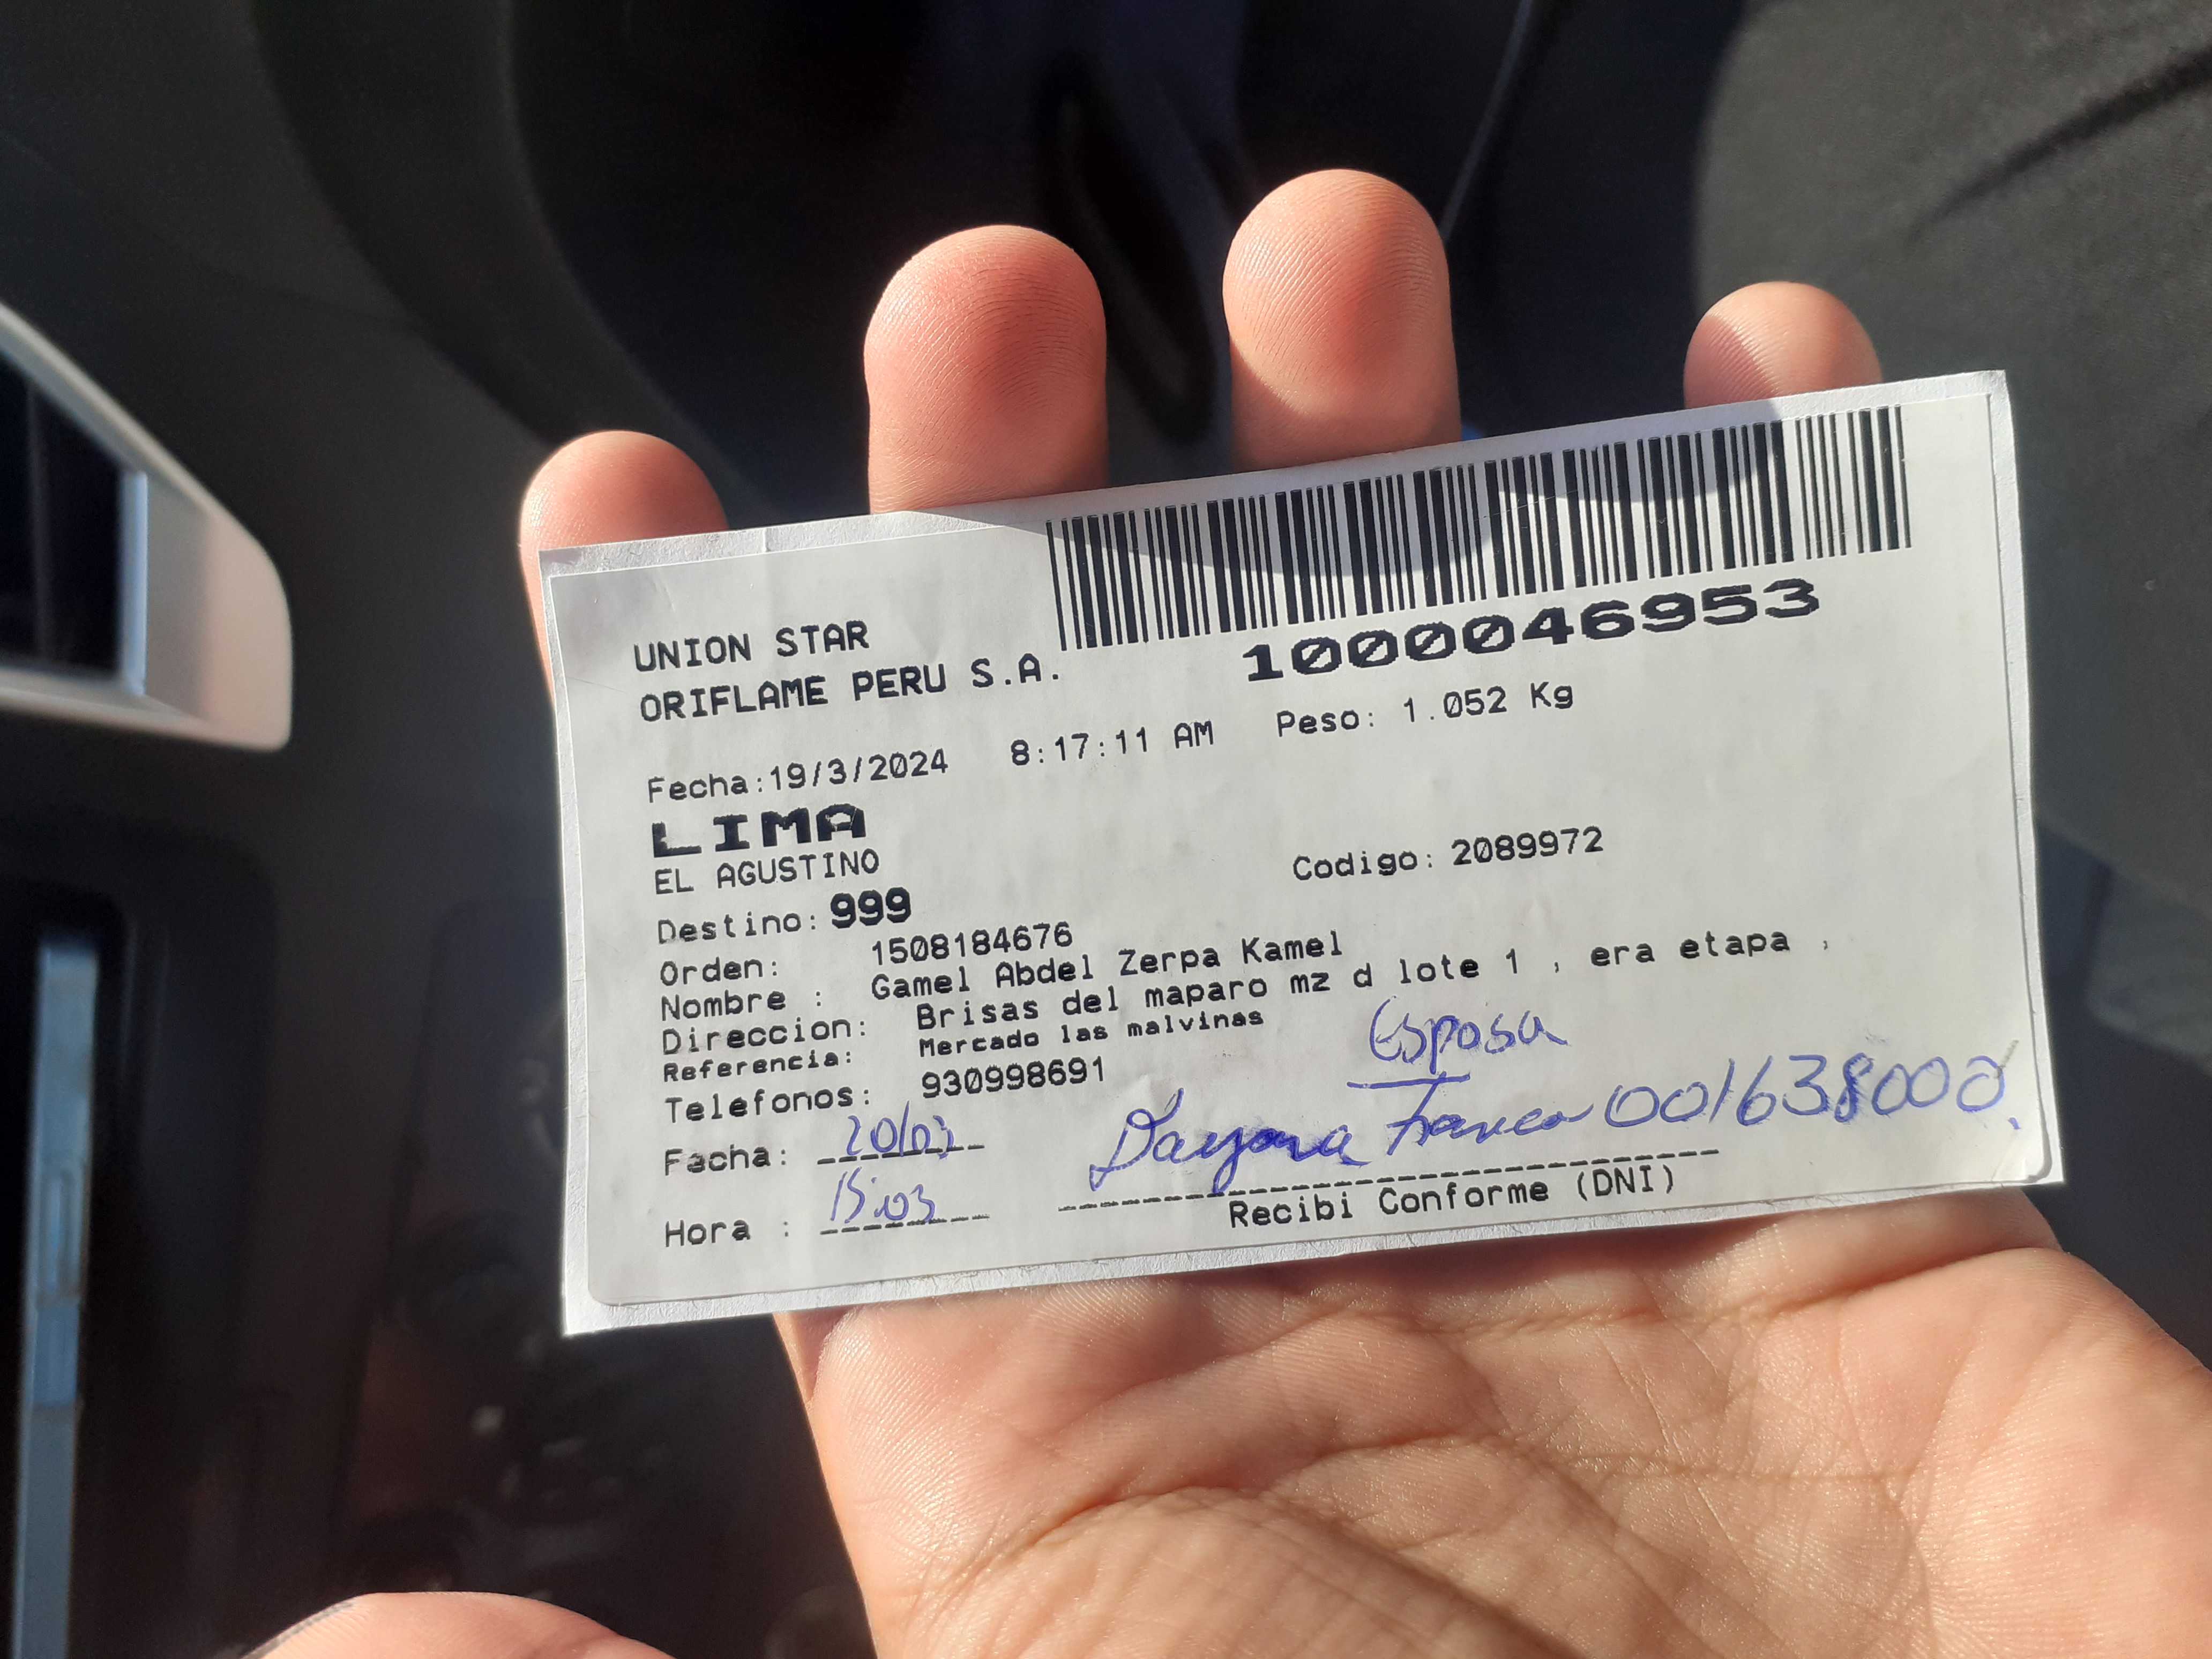 UNION STAR
ORIFLAME PERU S.A.
1000046953
Fecha:19/3/2024 8:17:11 AM Peso: 1.052 Kg
LIMA
EL AGUSTINO
Destino: 999 Codigo: 2089972
Orden: 1508184676
Nombre : Gamel Abdel Zerpa Kamel
Direccion: Brisas del maparo mz d lote 1 , era etapa ,
Referencia: Mercado las malvinas
Telefonos: 930998691
Esposa
Fecha: 20/03
Dayana Franco 001638002.
Hora : 15:03
Recibi Conforme (DNI)